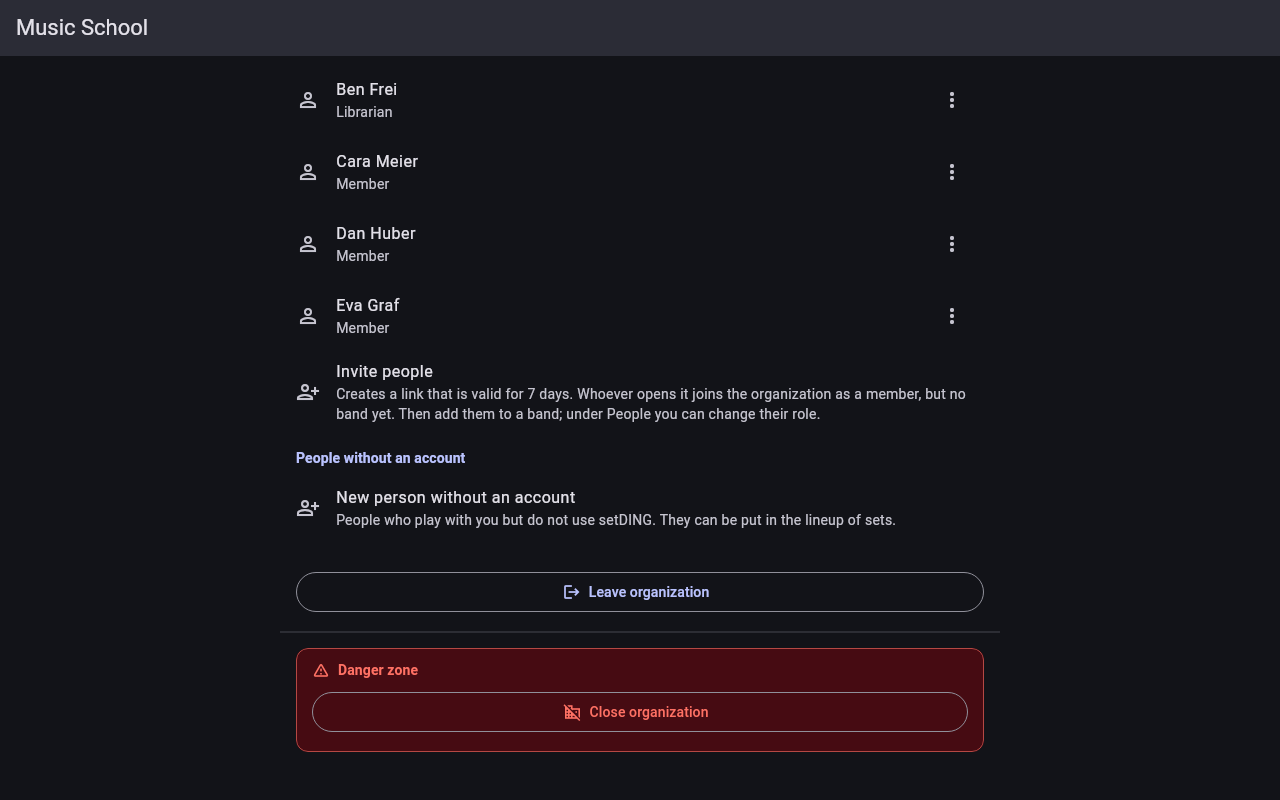 Music School
Ben Frei
Librarian
Cara Meier
Member
Dan Huber
Member
Eva Graf
Member
Invite people
Creates a link that is valid for 7 days. Whoever opens it joins the organization as a member, but no
band yet. Then add them to a band; under People you can change their role.
People without an account
New person without an account
People who play with you but do not use setDING. They can be put in the lineup of sets.
Leave organization
Danger zone
Close organization